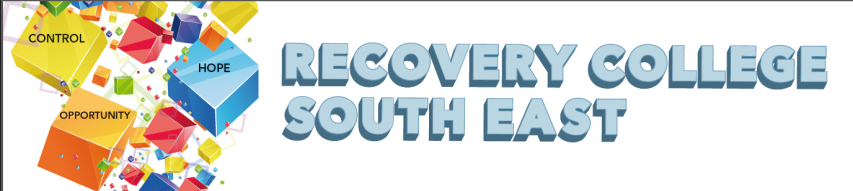 CONTROL
HOPE
OPPORTUNITY
RECOVERY COLLEGE
SOUTH EAST